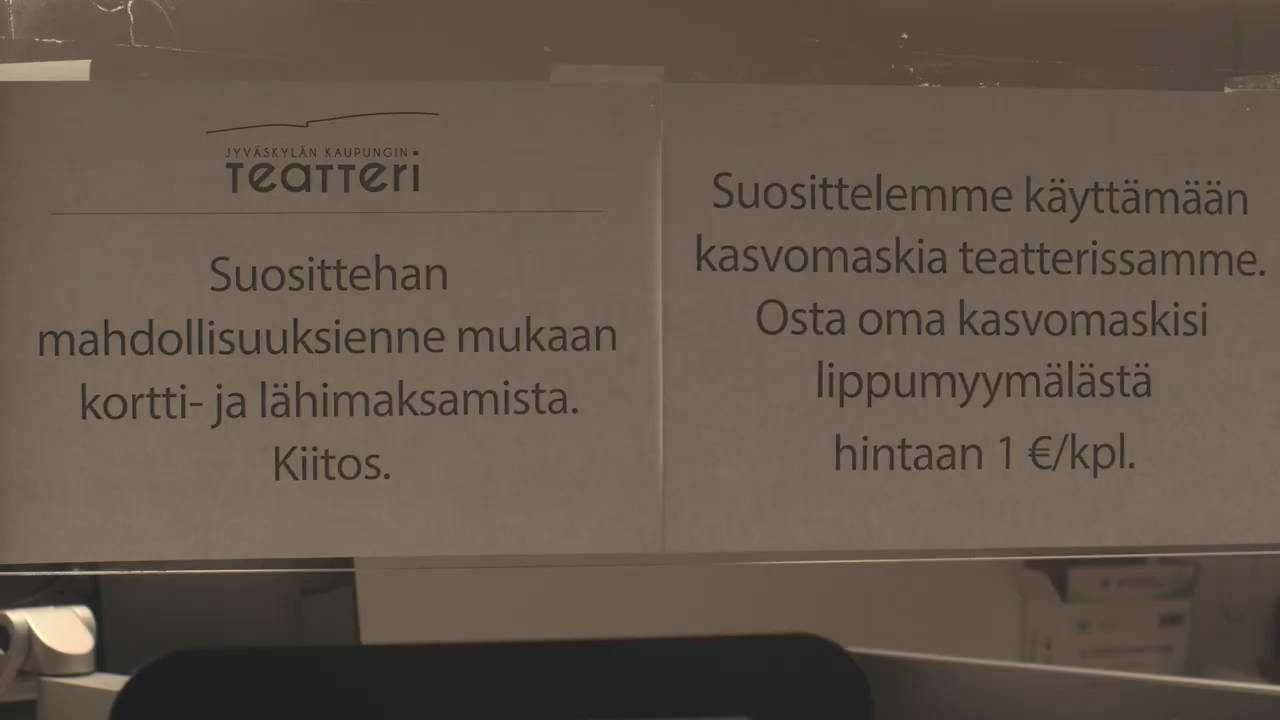 JYVÄSKYLÄN KAUPUNGIN
TEATTERI
Suosittehan
mahdollisuuksienne mukaan
kortti- ja lähimaksamista.
Kiitos.
Suosittelemme käyttämään
kasvomaskia teatterissamme.
Osta oma kasvomaskisi
lippumyymälästä
hintaan 1 €/kpl.